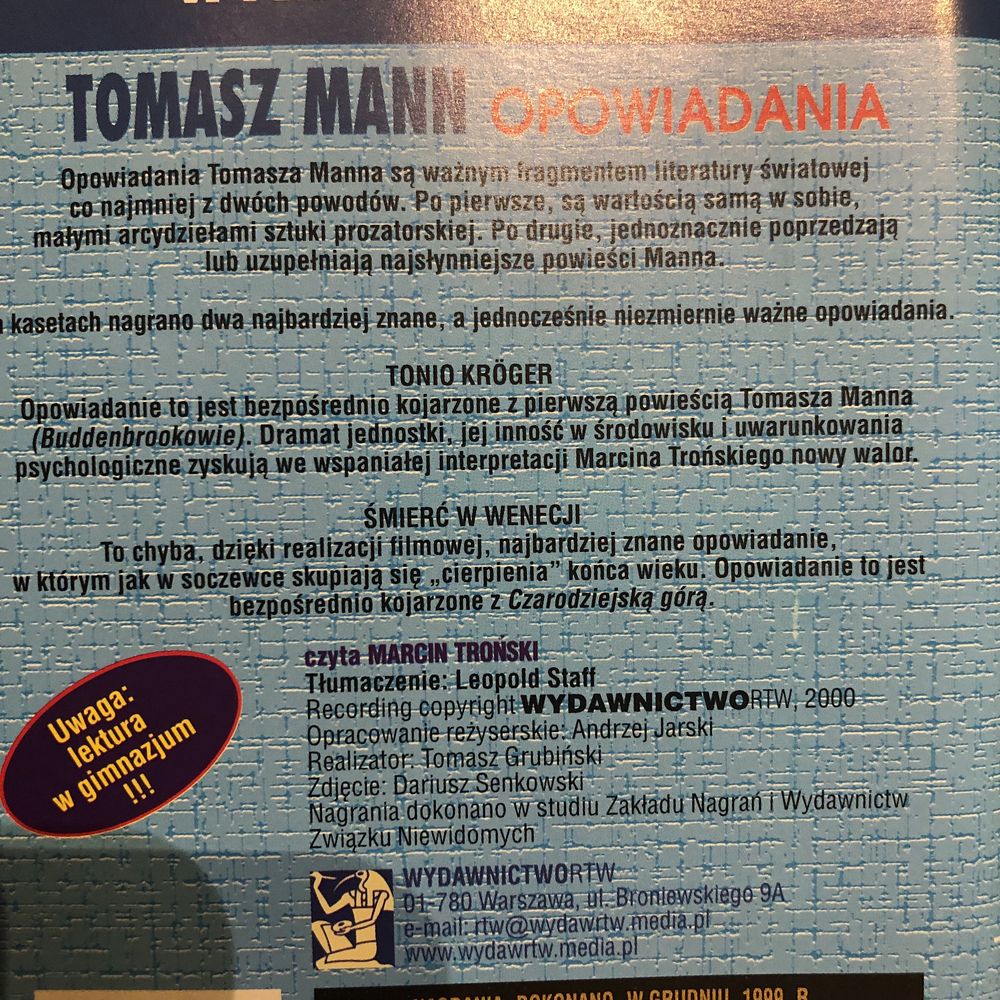 TOMASZ MANN OPOWIADANIA
Opowiadania Tomasza Manna są ważnym fragmentem literatury światowej
co najmniej z dwóch powodów. Po pierwsze, są wartością samą w sobie,
małymi arcydziełami sztuki prozatorskiej. Po drugie, jednoznacznie poprzedzają
lub uzupełniają najsłynniejsze powieści Manna.
kasetach nagrano dwa najbardziej znane, a jednocześnie niezmiernie ważne opowiadania.
TONIO KRÖGER
Opowiadanie to jest bezpośrednio kojarzone z pierwszą powieścią Tomasza Manna
(Buddenbrookowie). Dramat jednostki, jej inność w środowisku i uwarunkowania
psychologiczne zyskują we wspaniałej interpretacji Marcina Trońskiego nowy walor.
ŚMIERĆ W WENECJI
To chyba, dzięki realizacji filmowej, najbardziej znane opowiadanie,
w którym jak w soczewce skupiają się „cierpienia” końca wieku. Opowiadanie to jest
bezpośrednio kojarzone z Czarodziejską górą.
czyta MARCIN TROŃSKI
Tłumaczenie: Leopold Staff
Recording copyright WYDAWNICTWORTW, 2000
Opracowanie reżyserskie: Andrzej Jarski
Realizator: Tomasz Grubiński
Zdjęcie: Dariusz Senkowski
Nagrania dokonano w studiu Zakładu Nagrań i Wydawnictw
Związku Niewidomych
Uwaga:
lektura
w gimnazjum
!!!
WYDAWNICTWORTW
01-780 Warszawa, ul. Broniewskiego 9A
e-mail: rtw@wydawrtw.media.pl
www.wydawrtw.media.pl
NAGRANIA DOKONANO W GRUDNIU 1999 R.